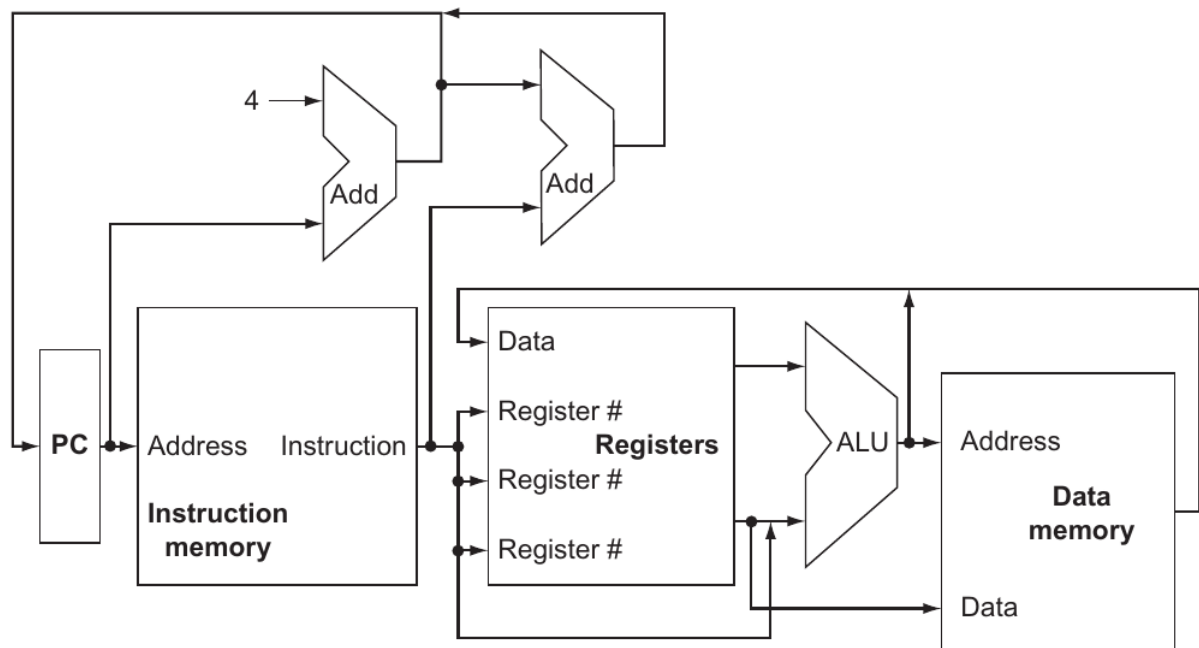 4
Add
Add
Data
Register #
Registers
Register #
Register #
PC
Address
Instruction
Instruction
memory
ALU
Address
Data
memory
Data